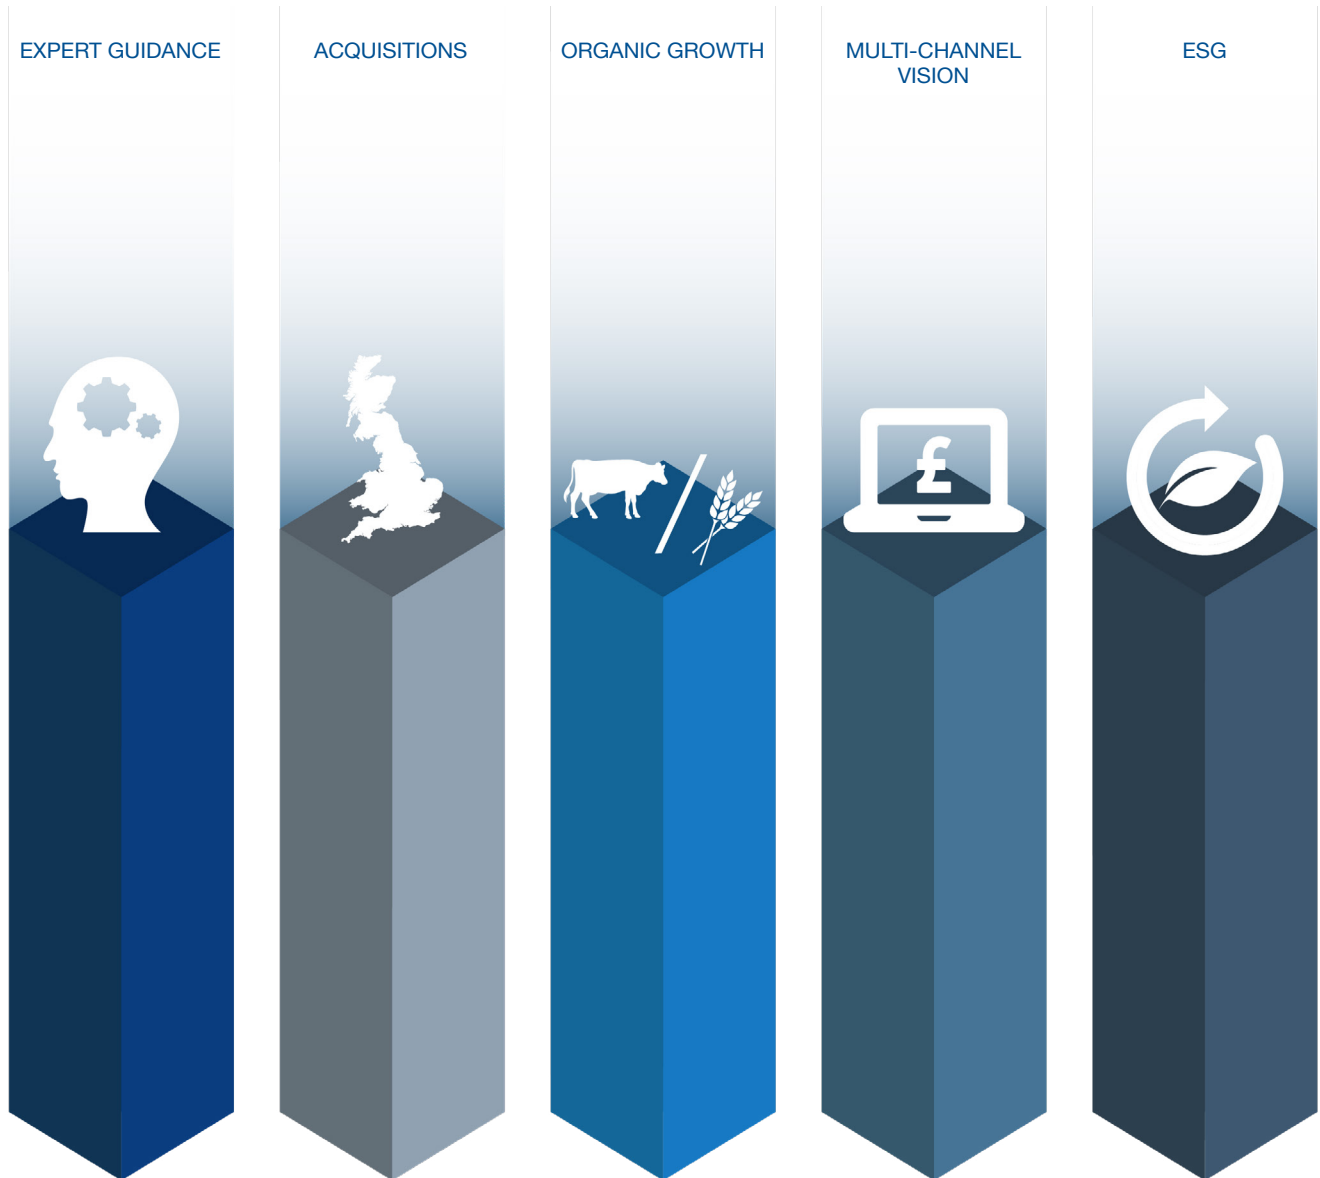 EXPERT GUIDANCE
ACQUISITIONS
ORGANIC GROWTH
MULTI-CHANNEL
VISION
ESG
£